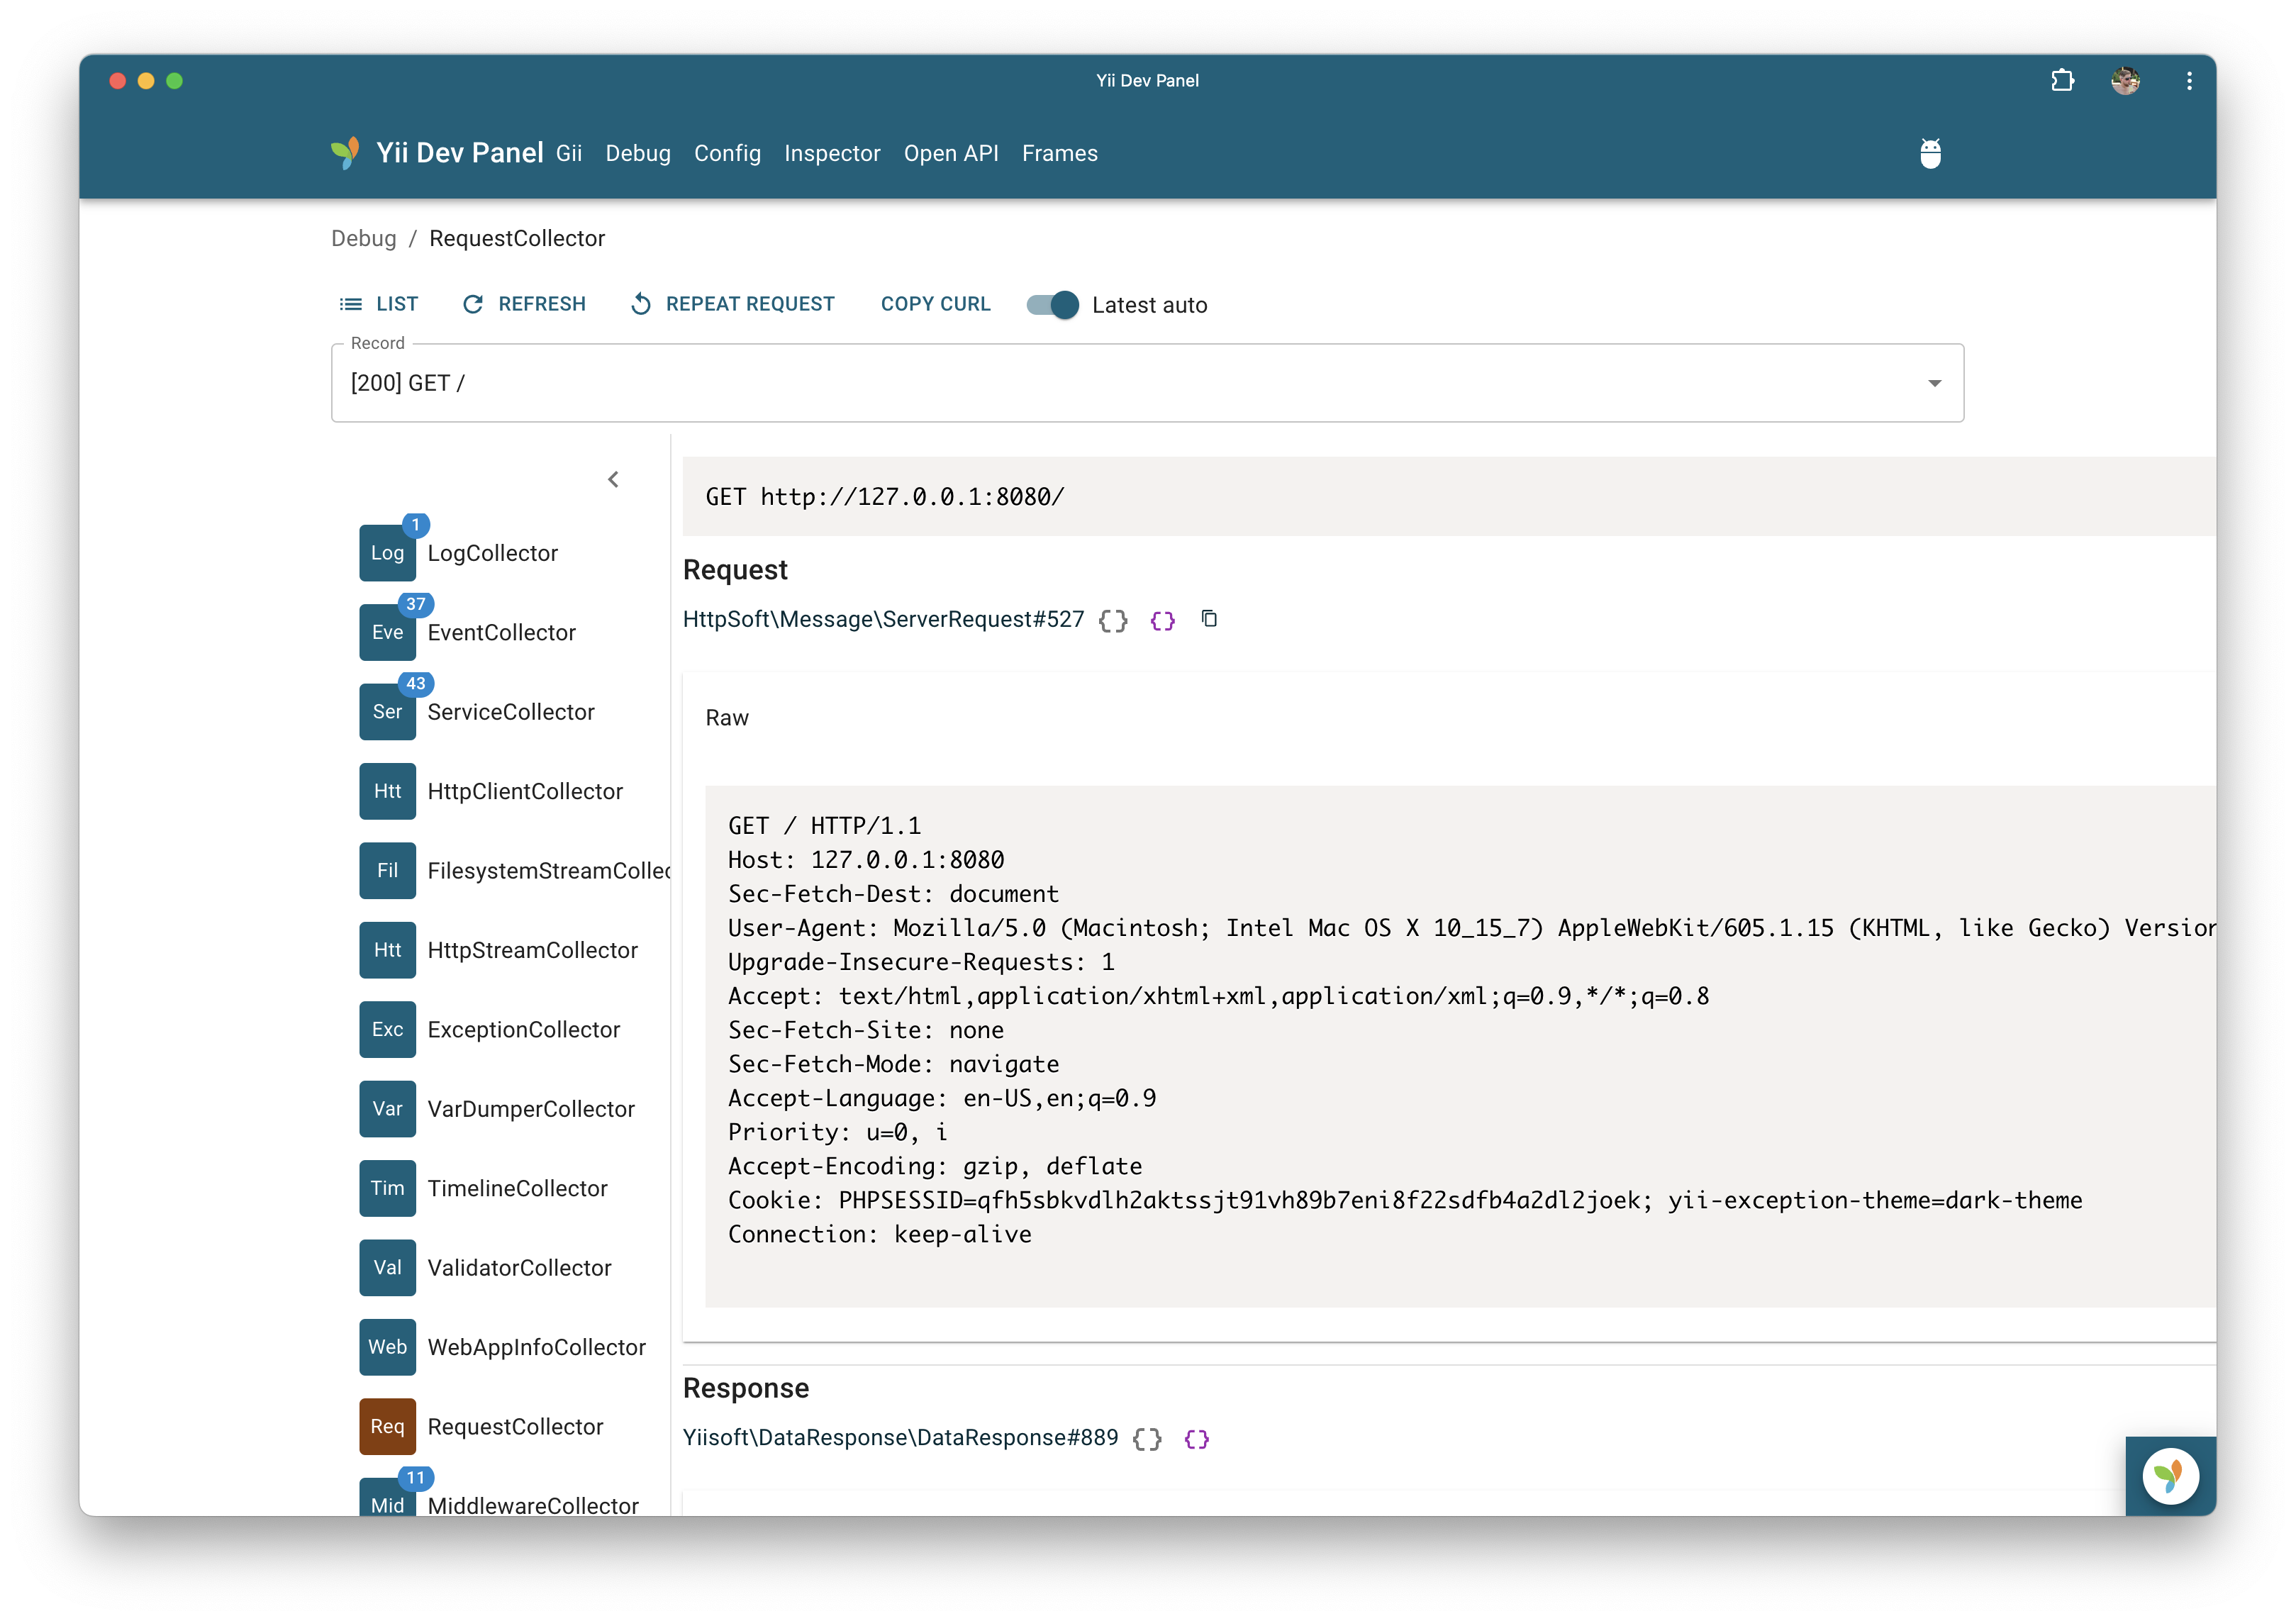 Yii Dev Panel
Yii Dev Panel Gii Debug Config Inspector Open API Frames
Debug / RequestCollector
LIST REFRESH REPEAT REQUEST COPY CURL Latest auto
Record
[200] GET /
GET http://127.0.0.1:8080/
1
Log LogCollector
37
Eve EventCollector
43
Ser ServiceCollector
Htt HttpClientCollector
Fil FilesystemStreamCollec
Htt HttpStreamCollector
Exc ExceptionCollector
Var VarDumperCollector
Tim TimelineCollector
Val ValidatorCollector
Web WebAppInfoCollector
Req RequestCollector
11
Mid MiddlewareCollector
Request
HttpSoft\Message\ServerRequest#527 {} {}
Raw
GET / HTTP/1.1
Host: 127.0.0.1:8080
Sec-Fetch-Dest: document
User-Agent: Mozilla/5.0 (Macintosh; Intel Mac OS X 10_15_7) AppleWebKit/605.1.15 (KHTML, like Gecko) Version
Upgrade-Insecure-Requests: 1
Accept: text/html,application/xhtml+xml,application/xml;q=0.9,*/*;q=0.8
Sec-Fetch-Site: none
Sec-Fetch-Mode: navigate
Accept-Language: en-US,en;q=0.9
Priority: u=0, i
Accept-Encoding: gzip, deflate
Cookie: PHPSESSID=qfh5sbkvdlh2aktssjt91vh89b7eni8f22sdfb4a2dl2joek; yii-exception-theme=dark-theme
Connection: keep-alive
Response
Yiisoft\DataResponse\DataResponse#889 {} {}